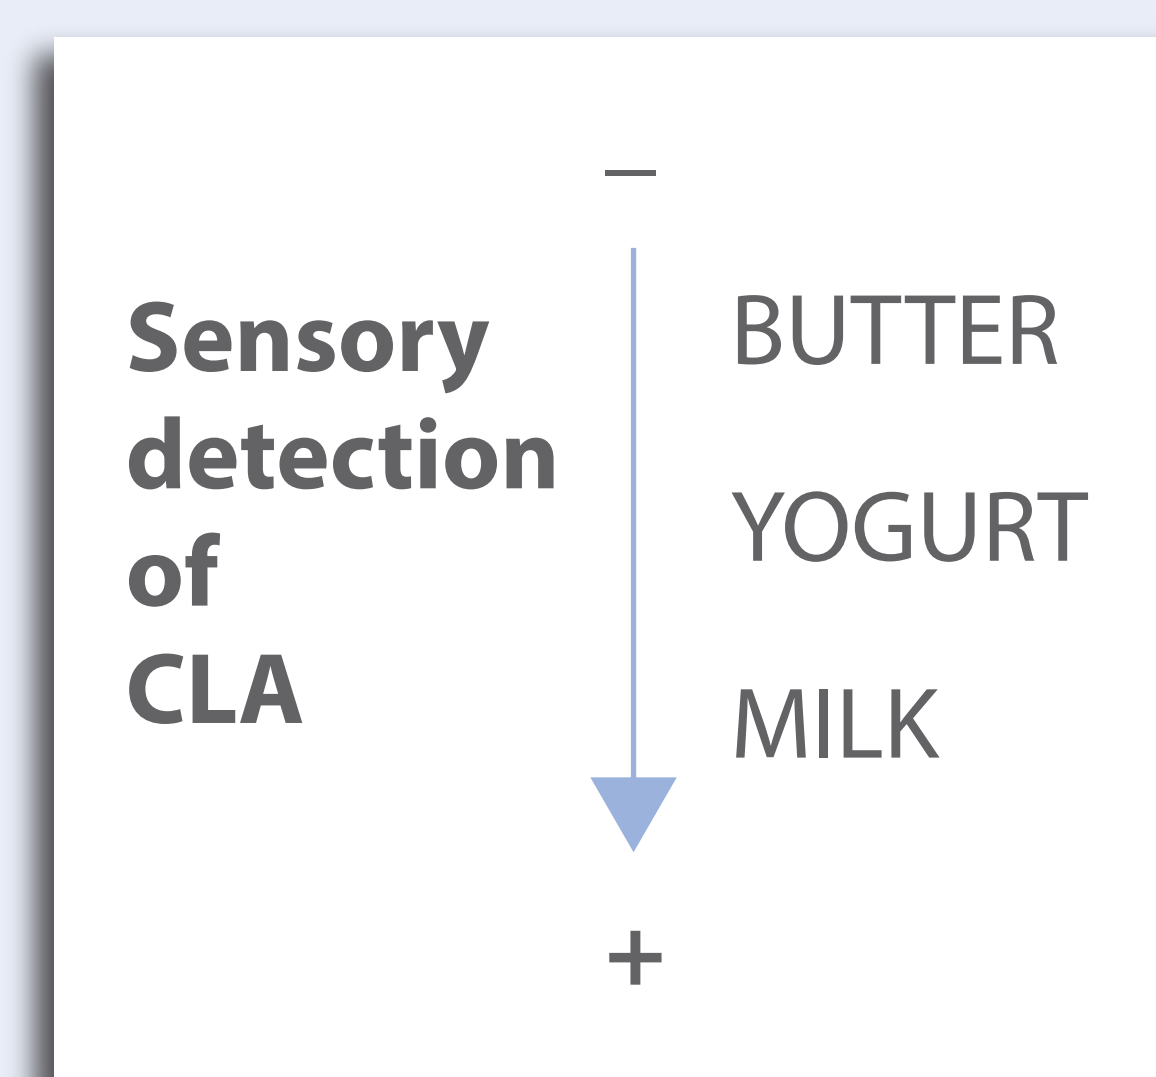 –
Sensory
detection
of
CLA
BUTTER
YOGURT
MILK
+